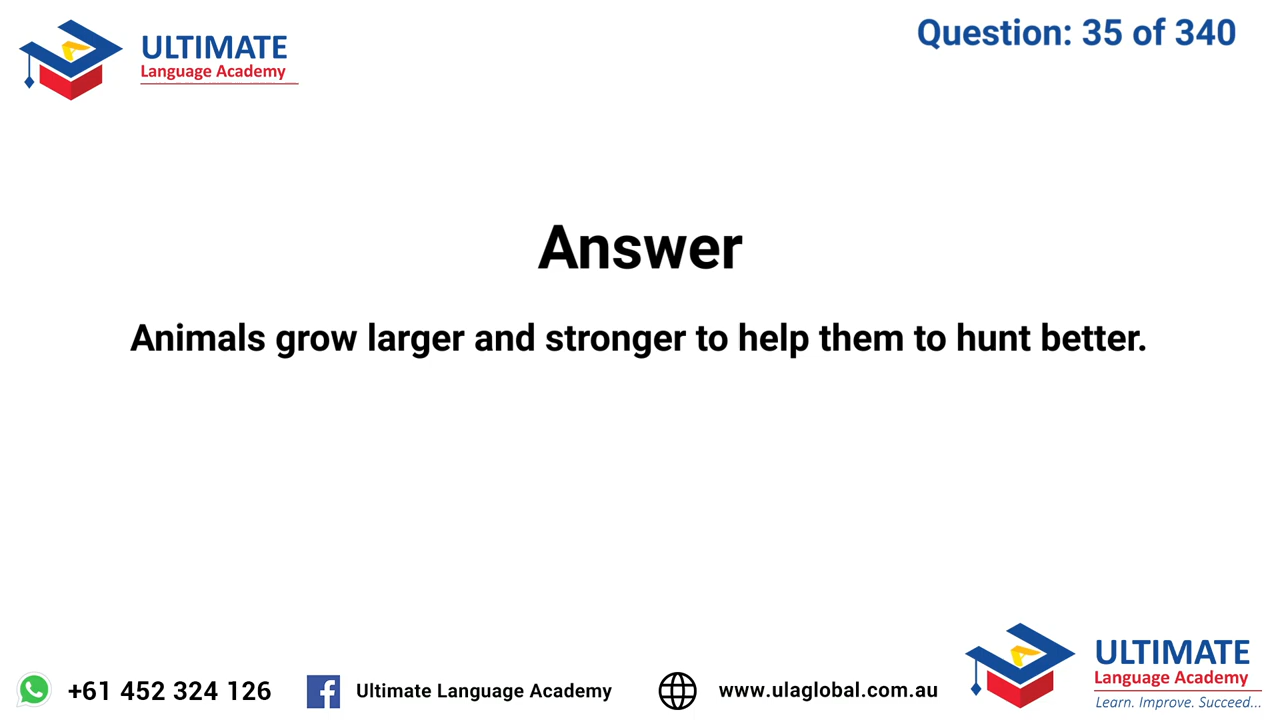 ULTIMATE
Language Academy
Question: 35 of 340
Answer
Animals grow larger and stronger to help them to hunt better.
+61 452 324 126
Ultimate Language Academy
www.ulaglobal.com.au
ULTIMATE
Language Academy
Learn. Improve. Succeed...